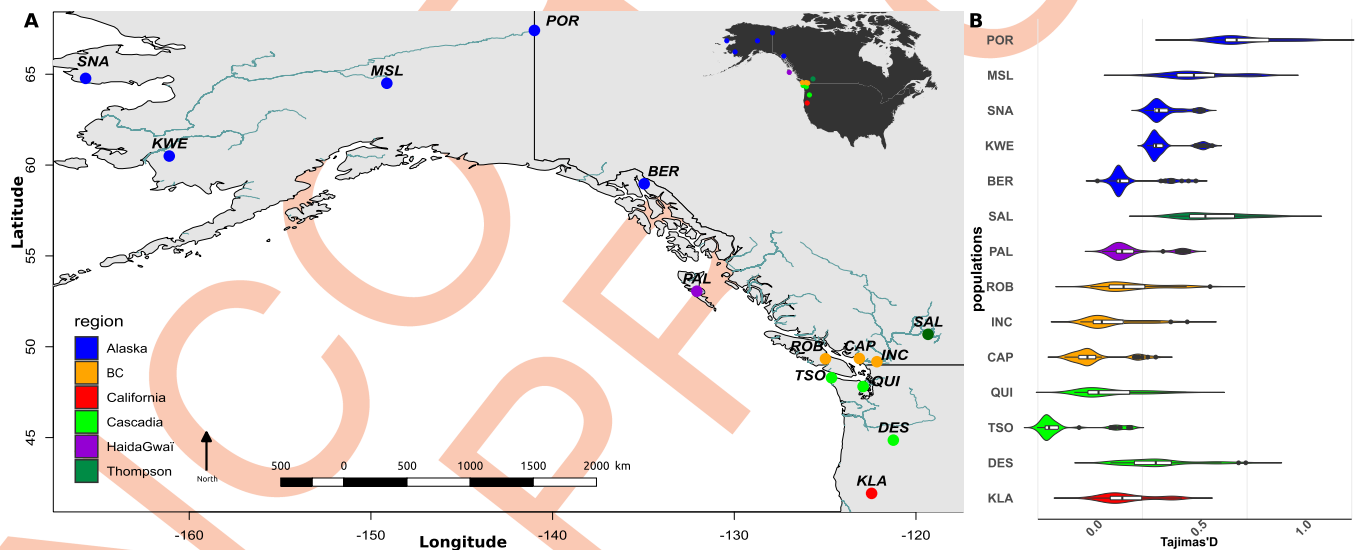 A
POR
SNA
MSL
KWE
BER
PAL
SAL
ROB
CAP
INC
TSO
QUI
DES
KLA
65
60
55
50
45
Latitude
region
Alaska
BC
California
Cascadia
HaidaGwaï
Thompson
North
500 0 500 1000 1500 2000 km
-160 -150 -140 -130 -120
Longitude
B
populations
POR
MSL
SNA
KWE
BER
SAL
PAL
ROB
INC
CAP
QUI
TSO
DES
KLA
0.0 0.5 1.0
Tajimas'D